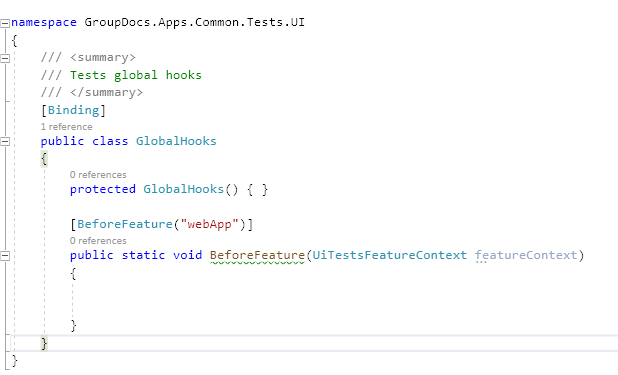 namespace GroupDocs.Apps.Common.Tests.UI
{
/// <summary>
/// Tests global hooks
/// </summary>
[Binding]
1 reference
public class GlobalHooks
{
0 references
protected GlobalHooks() { }
[BeforeFeature("webApp")]
0 references
public static void BeforeFeature(UiTestsFeatureContext featureContext)
{
}
}
}